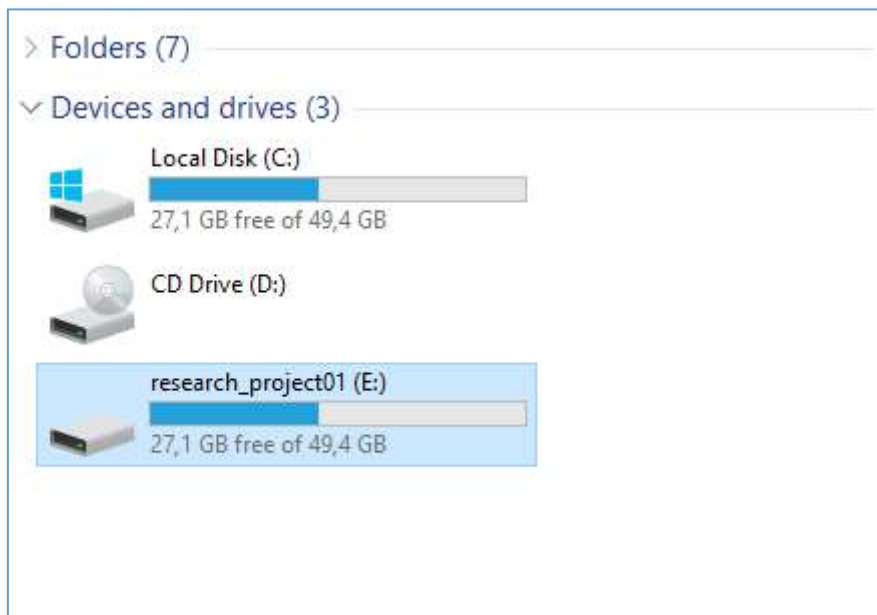 Folders (7)
Devices and drives (3)
Local Disk (C:)
27,1 GB free of 49,4 GB
CD Drive (D:)
research_project01 (E:)
27,1 GB free of 49,4 GB